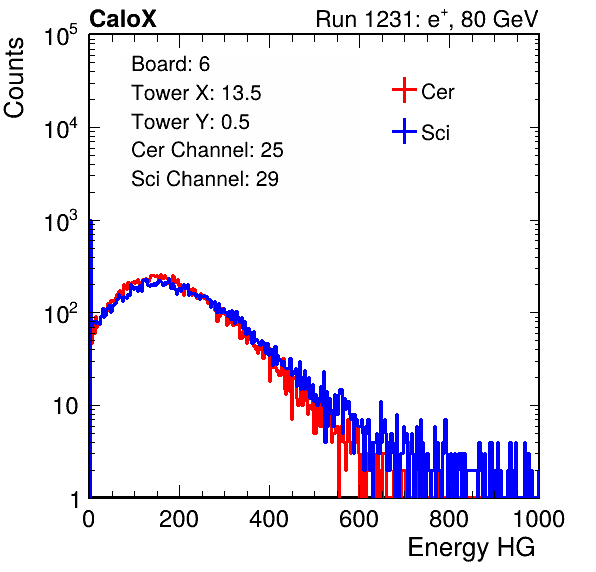 CaloX Run 1231: e⁺, 80 GeV
Counts
10⁵
10⁴
10³
10²
10
1
Board: 6
Tower X: 13.5
Tower Y: 0.5
Cer Channel: 25
Sci Channel: 29
Cer
Sci
0 200 400 600 800 1000
Energy HG